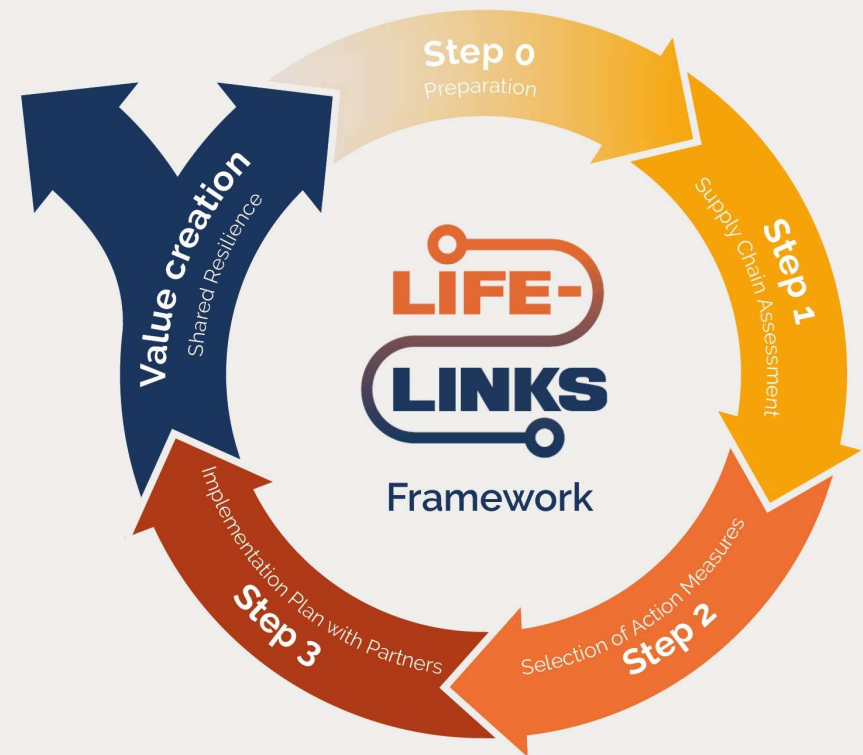 Step 0
Preparation
Step 1
Supply Chain Assessment
Step 2
Selection of Action Measures
Step 3
Implementation Plan with Partners
Value creation
Shared Resilience
LIFE-
LINKS
Framework